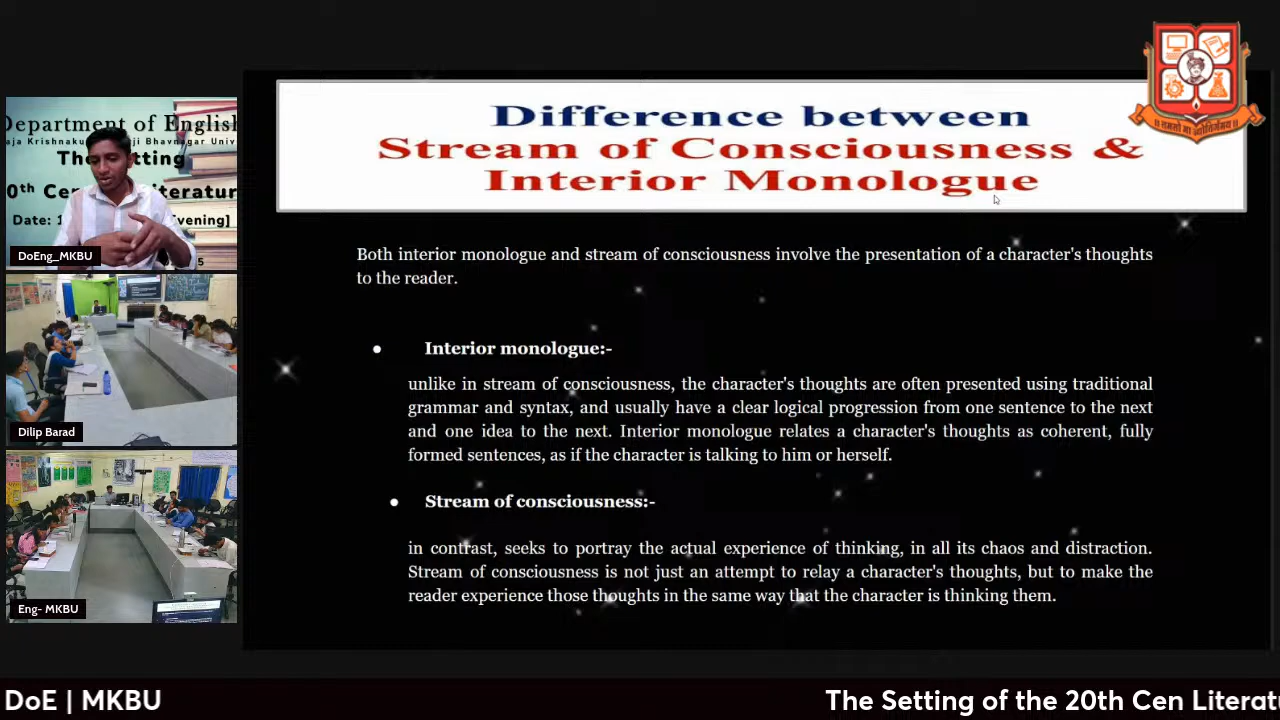 Department of English
The Setting
Date:
5
DoEng_MKBU
Dilip Barad
Eng- MKBU
Difference between
Stream of Consciousness &
Interior Monologue
Both interior monologue and stream of consciousness involve the presentation of a character's thoughts
to the reader.
● Interior monologue:-
unlike in stream of consciousness, the character's thoughts are often presented using traditional
grammar and syntax, and usually have a clear logical progression from one sentence to the next
and one idea to the next. Interior monologue relates a character's thoughts as coherent, fully
formed sentences, as if the character is talking to him or herself.
● Stream of consciousness:-
in contrast, seeks to portray the actual experience of thinking, in all its chaos and distraction.
Stream of consciousness is not just an attempt to relay a character's thoughts, but to make the
reader experience those thoughts in the same way that the character is thinking them.
DoE | MKBU
The Setting of the 20th Cen Literat